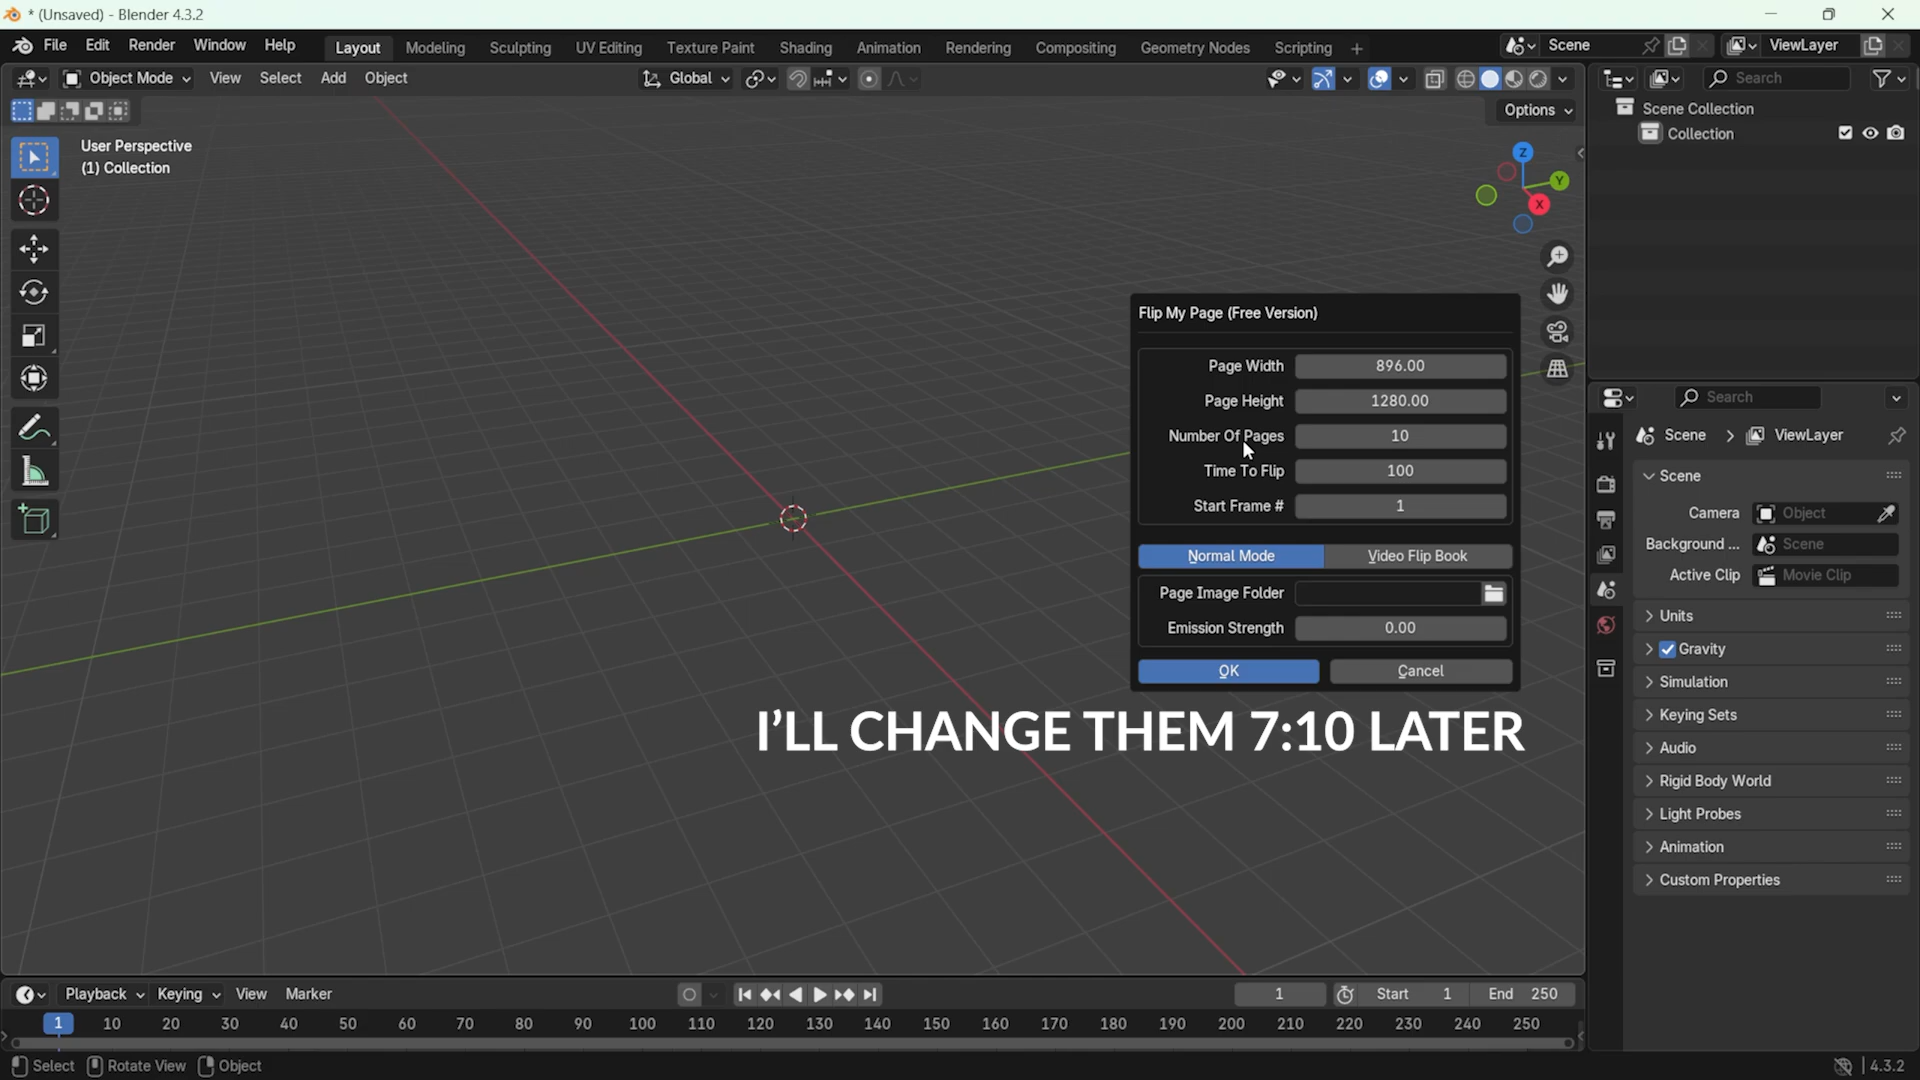 * (Unsaved) - Blender 4.3.2
File Edit Render Window Help Layout Modeling Sculpting UV Editing Texture Paint Shading Animation Rendering Compositing Geometry Nodes Scripting + Scene ViewLayer
Object Mode View Select Add Object Global Search
Options
Scene Collection
Collection
User Perspective
(1) Collection
Z
Y
X
Flip My Page (Free Version)
Page Width 896.00
Page Height 1280.00
Number Of Pages 10
Time To Flip 100
Start Frame # 1
Normal Mode Video Flip Book
Page Image Folder
Emission Strength 0.00
OK Cancel
I'LL CHANGE THEM 7:10 LATER
Search
Scene ViewLayer
Scene
Camera Object
Background ... Scene
Active Clip Movie Clip
Units
Gravity
Simulation
Keying Sets
Audio
Rigid Body World
Light Probes
Animation
Custom Properties
Playback Keying View Marker 1 Start 1 End 250
1 10 20 30 40 50 60 70 80 90 100 110 120 130 140 150 160 170 180 190 200 210 220 230 240 250
Select Rotate View Object 4.3.2